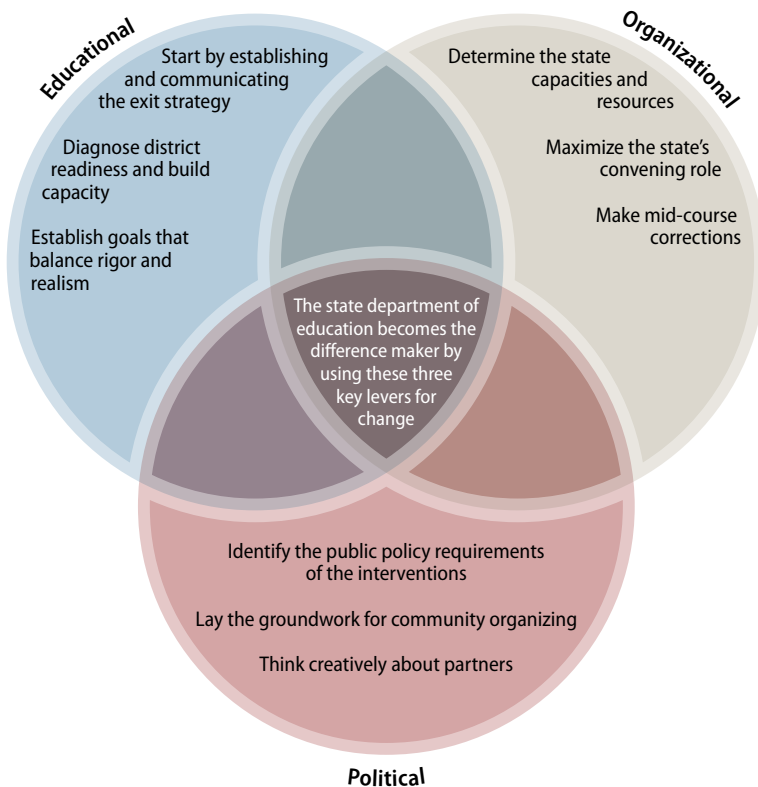 Educational
Start by establishing
and communicating
the exit strategy
Diagnose district
readiness and build
capacity
Establish goals that
balance rigor and
realism
Organizational
Determine the state
capacities and
resources
Maximize the state’s
convening role
Make mid-course
corrections
The state department of
education becomes the
difference maker by
using these three
key levers for
change
Identify the public policy requirements
of the interventions
Lay the groundwork for community organizing
Think creatively about partners
Political